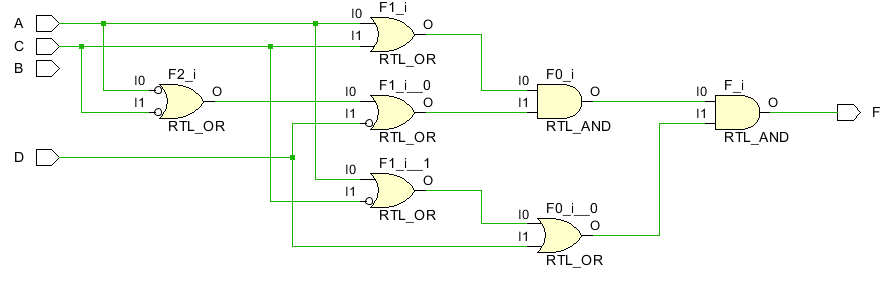 A
C
B
D
F2_i
I0
I1
O
RTL_OR
F1_i
I0
I1
O
RTL_OR
F1_i__0
I0
I1
O
RTL_OR
F1_i__1
I0
I1
O
RTL_OR
F0_i
I0
I1
O
RTL_AND
F0_i__0
I0
I1
O
RTL_OR
F_i
I0
I1
O
RTL_AND
F